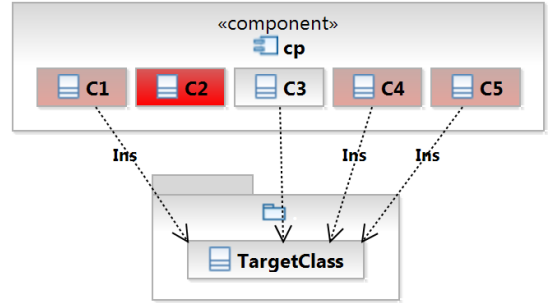 «component»
cp
C1 C2 C3 C4 C5
Ins Ins Ins
TargetClass